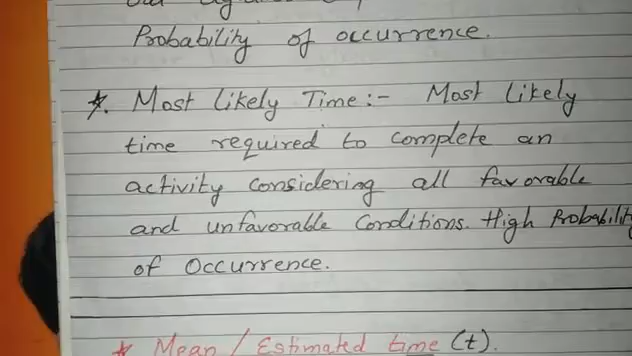 Probability of occurrence.
*. Most Likely Time :- Most Likely
time required to complete an
activity considering all favorable
and unfavorable Conditions. High Probability
of Occurrence.
* Mean / Estimated time (t).